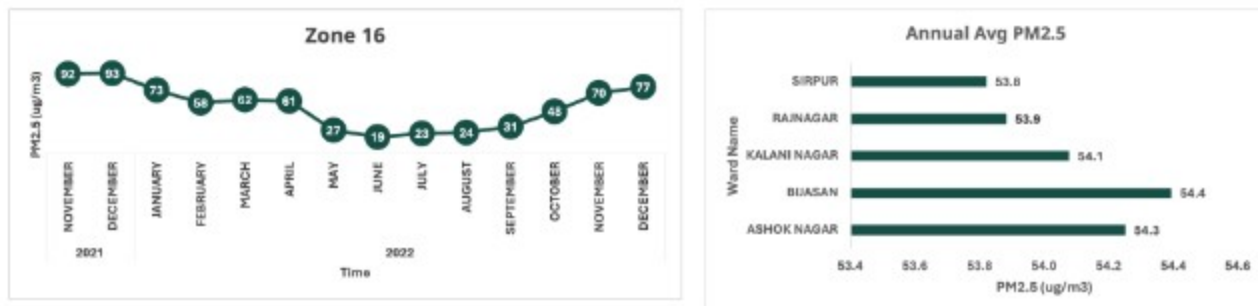 Zone 16
PM2.5 (ug/m3)
92
93
73
58
62
61
27
19
23
24
31
48
70
77
NOVEMBER
DECEMBER
JANUARY
FEBRUARY
MARCH
APRIL
MAY
JUNE
JULY
AUGUST
SEPTEMBER
OCTOBER
NOVEMBER
DECEMBER
2021
2022
Time
Annual Avg PM2.5
Ward Name
SIRPUR 53.8
RAJNAGAR 53.9
KALANI NAGAR 54.1
BIJASAN 54.4
ASHOK NAGAR 54.3
53.4 53.6 53.8 54.0 54.2 54.4 54.6
PM2.5 (ug/m3)